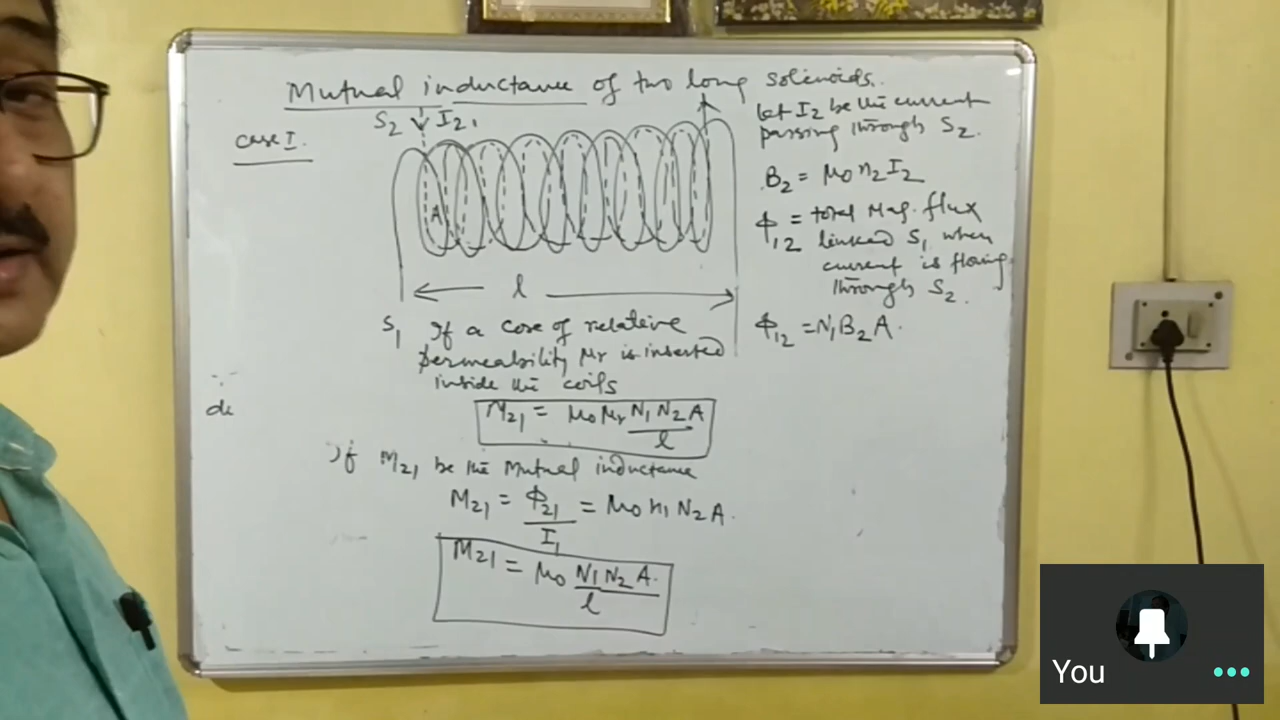 Mutual inductance of two long solenoids.
case I.
S2 I2,
A
l
S1 If a core of relative
permeability μr is inserted
inside the coils
M21 = μ0 μr N1 N2 A / l
If M21 be the Mutual inductance
M21 = Φ21 / I1 = μ0 n1 N2 A.
M21 = μ0 N1 N2 A. / l
let I2 be the current
passing through S2.
B2 = μ0 n2 I2
Φ12 = total Mag. flux
linked S1 when
current is flowing
through S2.
Φ12 = N1 B2 A.
de
You